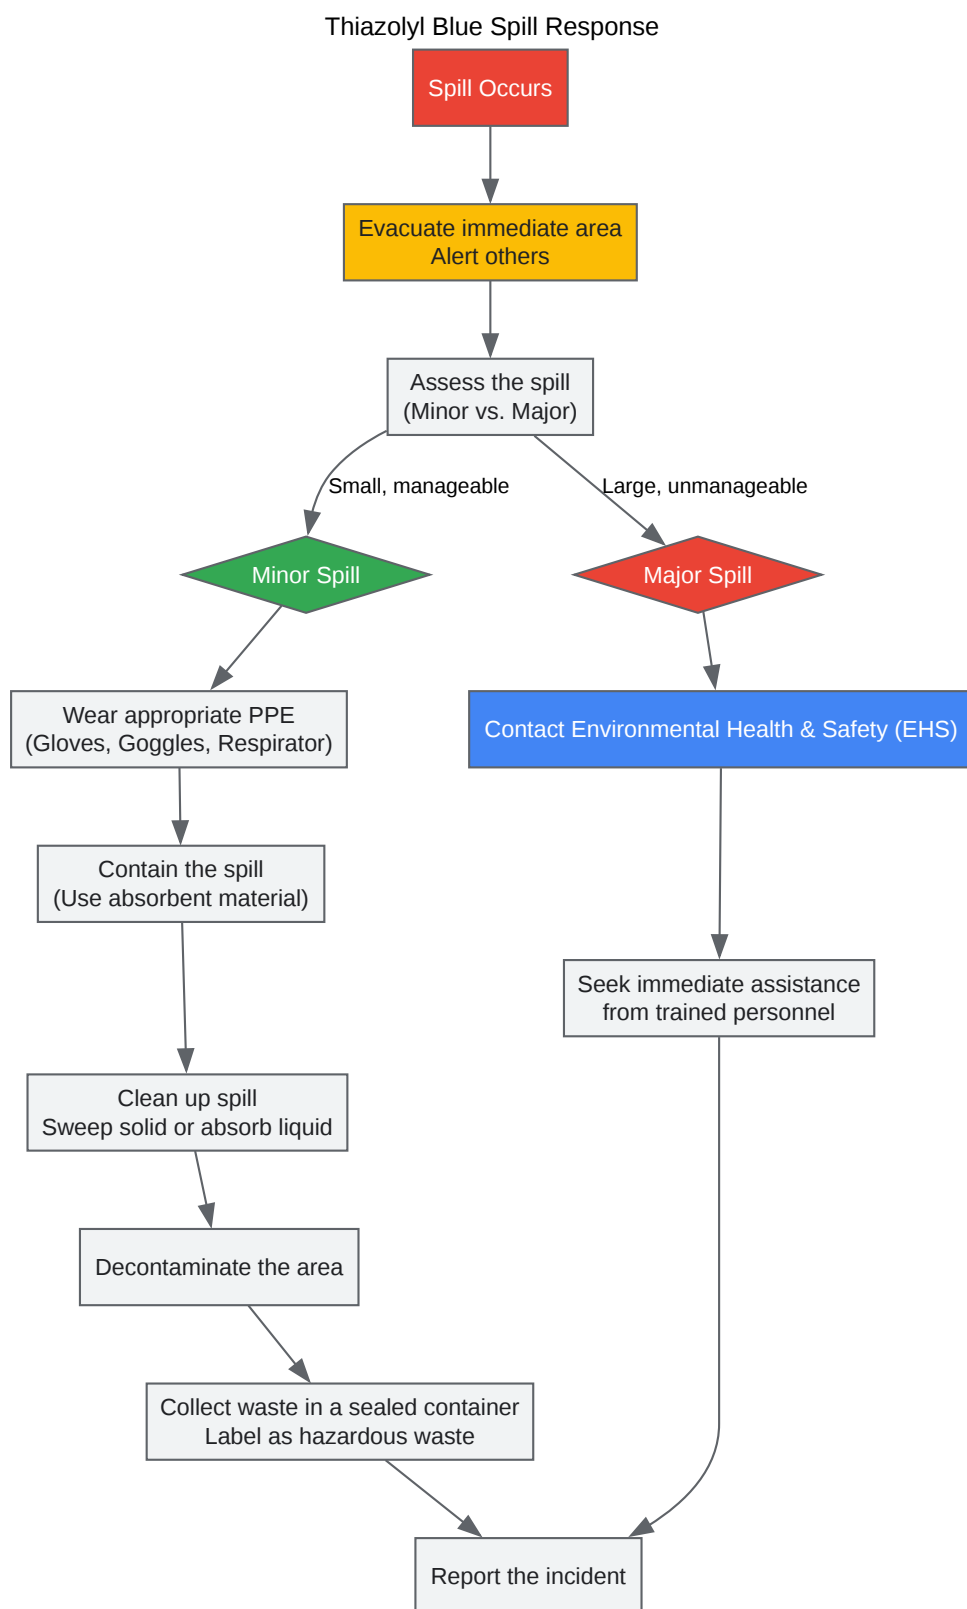 Thiazolyl Blue Spill Response
Spill Occurs
Evacuate immediate area
Alert others
Assess the spill
(Minor vs. Major)
Small, manageable
Large, unmanageable
Minor Spill
Major Spill
Wear appropriate PPE
(Gloves, Goggles, Respirator)
Contact Environmental Health & Safety (EHS)
Contain the spill
(Use absorbent material)
Seek immediate assistance
from trained personnel
Clean up spill
Sweep solid or absorb liquid
Decontaminate the area
Collect waste in a sealed container
Label as hazardous waste
Report the incident